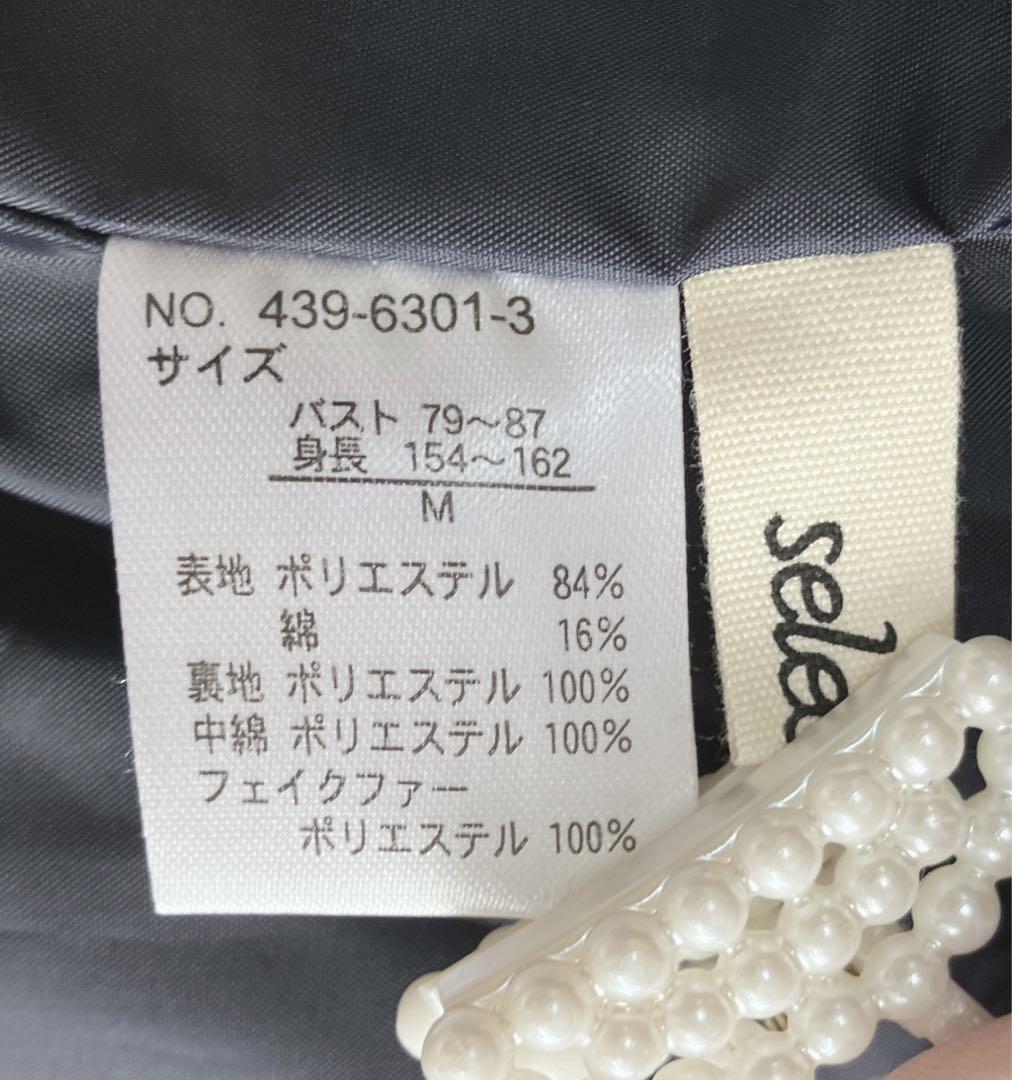 NO. 439-6301-3
サイズ
バスト 79～87
身長 154～162
M
表地 ポリエステル 84%
綿 16%
裏地 ポリエステル 100%
中綿 ポリエステル 100%
フェイクファー
ポリエステル 100%